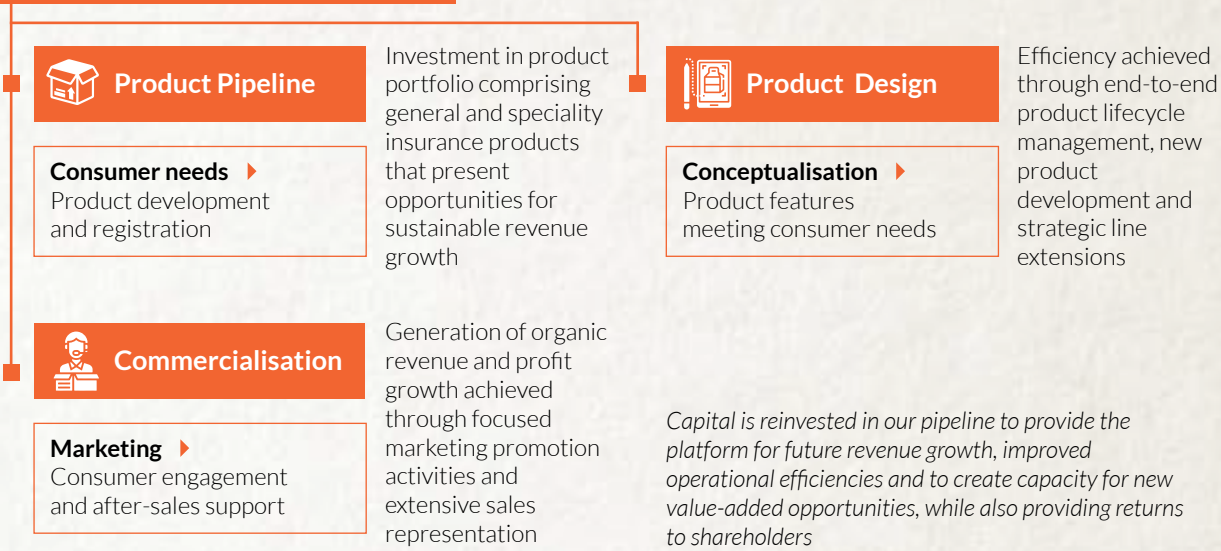 Product Pipeline
Consumer needs
Product development
and registration
Investment in product
portfolio comprising
general and speciality
insurance products
that present
opportunities for
sustainable revenue
growth
Product Design
Conceptualisation
Product features
meeting consumer needs
Efficiency achieved
through end-to-end
product lifecycle
management, new
product
development and
strategic line
extensions
Commercialisation
Marketing
Consumer engagement
and after-sales support
Generation of organic
revenue and profit
growth achieved
through focused
marketing promotion
activities and
extensive sales
representation
Capital is reinvested in our pipeline to provide the
platform for future revenue growth, improved
operational efficiencies and to create capacity for new
value-added opportunities, while also providing returns
to shareholders